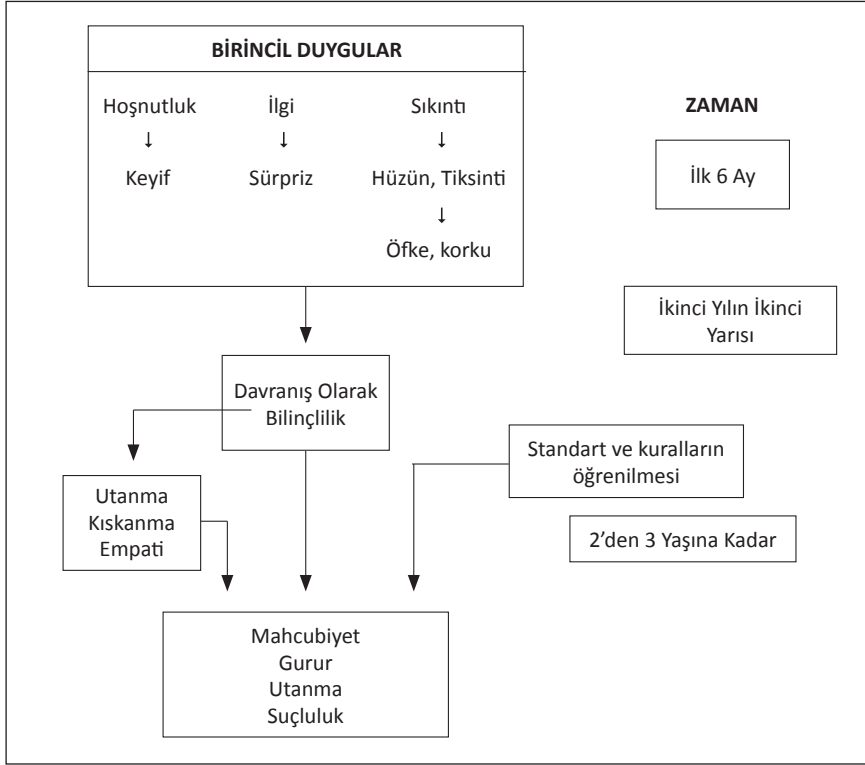 BİRİNCİL DUYGULAR
Hoşnutluk İlgi Sıkıntı
↓ ↓ ↓
Keyif Sürpriz Hüzün, Tiksinti
↓
Öfke, korku
ZAMAN
İlk 6 Ay
İkinci Yılın İkinci
Yarısı
Davranış Olarak
Bilinçlilik
Standart ve kuralların
öğrenilmesi
Utanma
Kıskanma
Empati
2’den 3 Yaşına Kadar
Mahcubiyet
Gurur
Utanma
Suçluluk